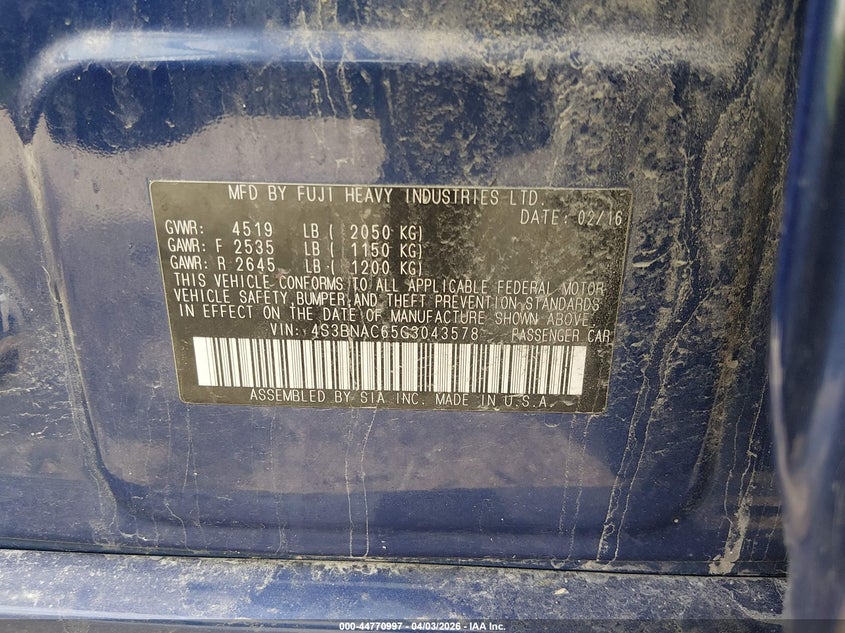 MFD BY FUJI HEAVY INDUSTRIES LTD.
DATE: 02/16
GVWR: 4519 LB ( 2050 KG)
GAWR: F 2535 LB ( 1150 KG)
GAWR: R 2645 LB ( 1200 KG)
THIS VEHICLE CONFORMS TO ALL APPLICABLE FEDERAL MOTOR
VEHICLE SAFETY, BUMPER, AND THEFT PREVENTION STANDARDS
IN EFFECT ON THE DATE OF MANUFACTURE SHOWN ABOVE.
VIN: 4S3BNAC65G3043578 PASSENGER CAR
ASSEMBLED BY SIA INC. MADE IN U.S.A.
000-44770997 - 04/03/2026 - IAA Inc.